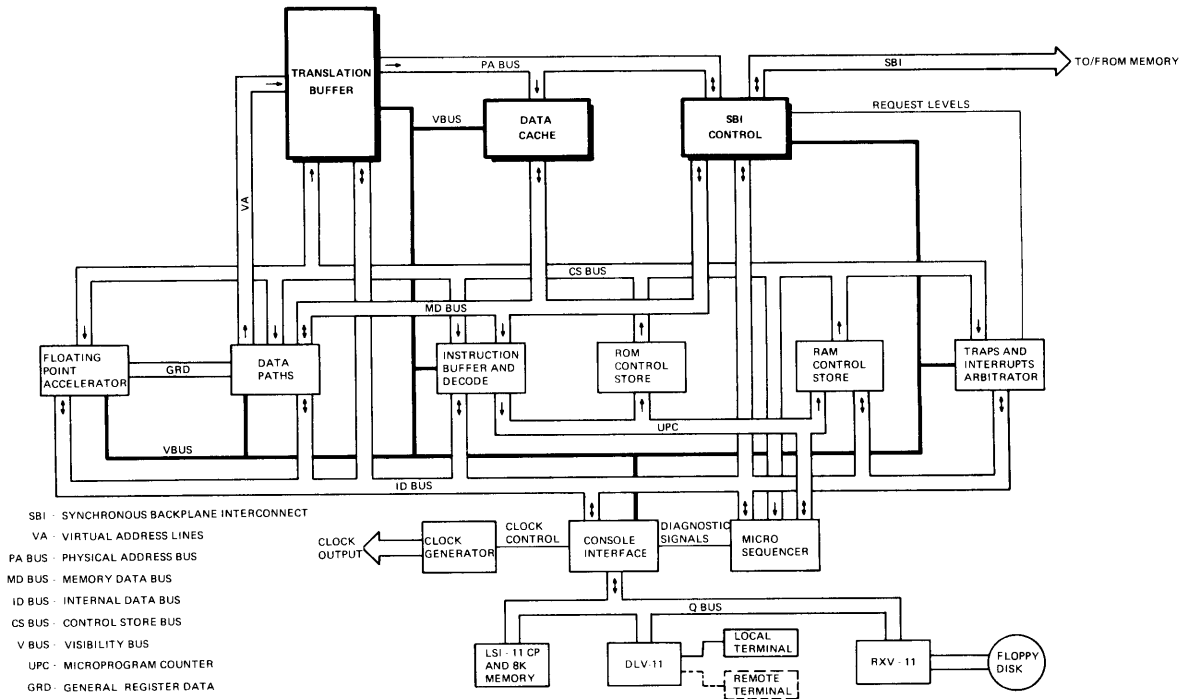 TRANSLATION
BUFFER
PA BUS
SBI
TO/FROM MEMORY
VBUS
DATA
CACHE
SBI
CONTROL
REQUEST LEVELS
VA
CS BUS
MD BUS
FLOATING
POINT
ACCELERATOR
GRD
DATA
PATHS
INSTRUCTION
BUFFER AND
DECODE
ROM
CONTROL
STORE
RAM
CONTROL
STORE
TRAPS AND
INTERRUPTS
ARBITRATOR
UPC
VBUS
ID BUS
CLOCK
OUTPUT
CLOCK
GENERATOR
CLOCK
CONTROL
CONSOLE
INTERFACE
DIAGNOSTIC
SIGNALS
MICRO
SEQUENCER
Q BUS
LSI - 11 CP
AND 8K
MEMORY
DLV-11
LOCAL
TERMINAL
REMOTE
TERMINAL
RXV - 11
FLOPPY
DISK
SBI - SYNCHRONOUS BACKPLANE INTERCONNECT
VA - VIRTUAL ADDRESS LINES
PA BUS - PHYSICAL ADDRESS BUS
MD BUS - MEMORY DATA BUS
ID BUS - INTERNAL DATA BUS
CS BUS - CONTROL STORE BUS
V BUS - VISIBILITY BUS
UPC - MICROPROGRAM COUNTER
GRD - GENERAL REGISTER DATA